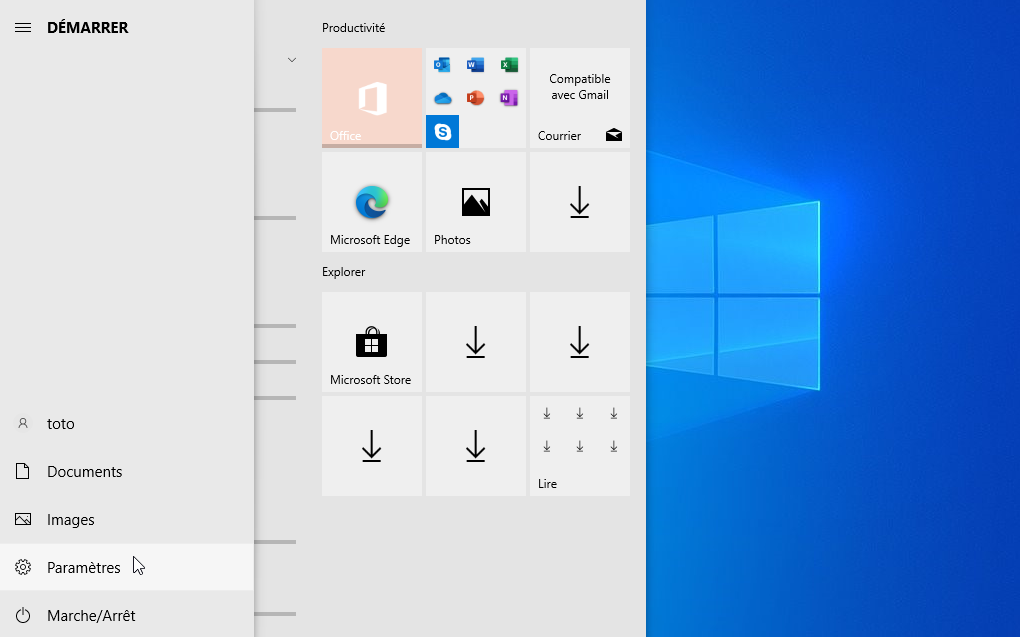 DÉMARRER
toto
Documents
Images
Paramètres
Marche/Arrêt
Productivité
Office
Compatible
avec Gmail
Courrier
Microsoft Edge
Photos
Explorer
Microsoft Store
Lire